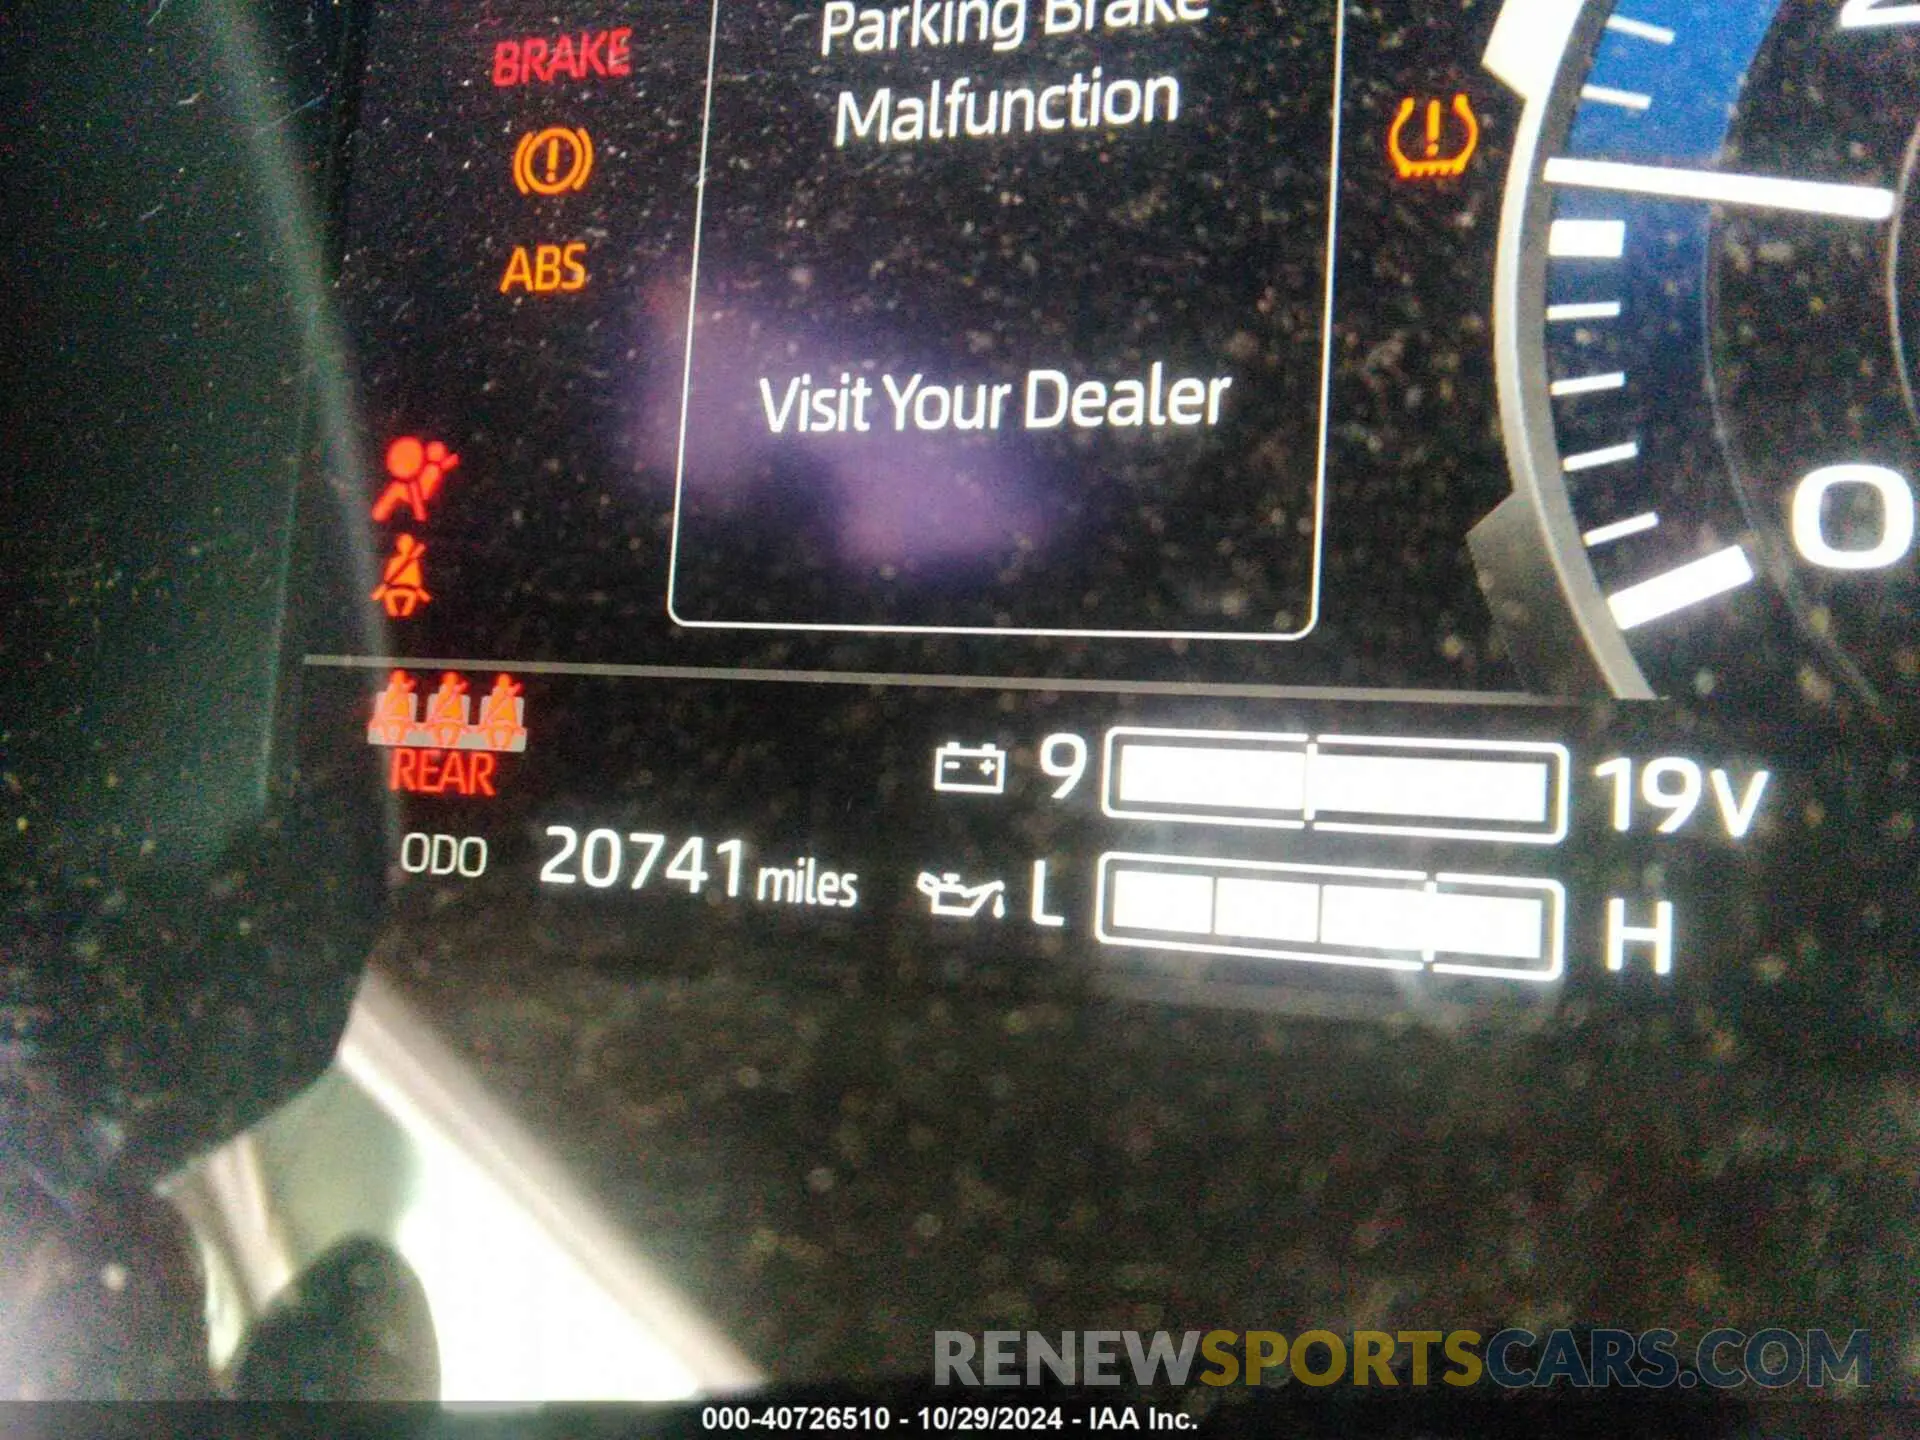 BRAKE
Parking Brake
Malfunction
ABS
Visit Your Dealer
0
REAR
9 19V
ODO 20741 miles
L H
RENEWSPORTSCARS.COM
000-40726510 - 10/29/2024 - IAA Inc.